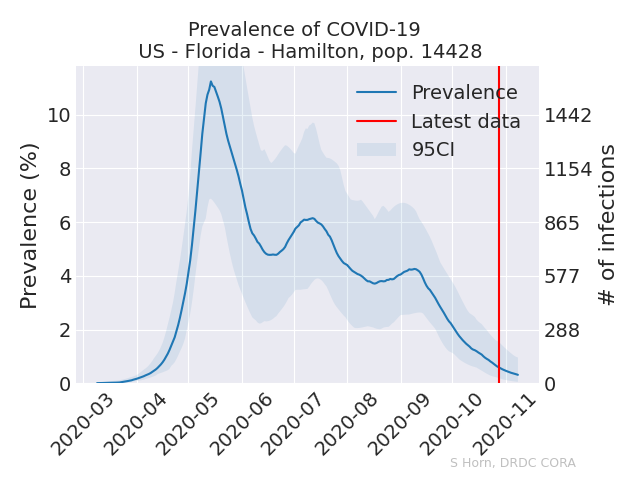 Prevalence of COVID-19
US - Florida - Hamilton, pop. 14428
Prevalence
Latest data
95CI
Prevalence (%)
10
8
6
4
2
0
1442
1154
865
577
288
0
# of infections
2020-03
2020-04
2020-05
2020-06
2020-07
2020-08
2020-09
2020-10
2020-11
S Horn, DRDC CORA